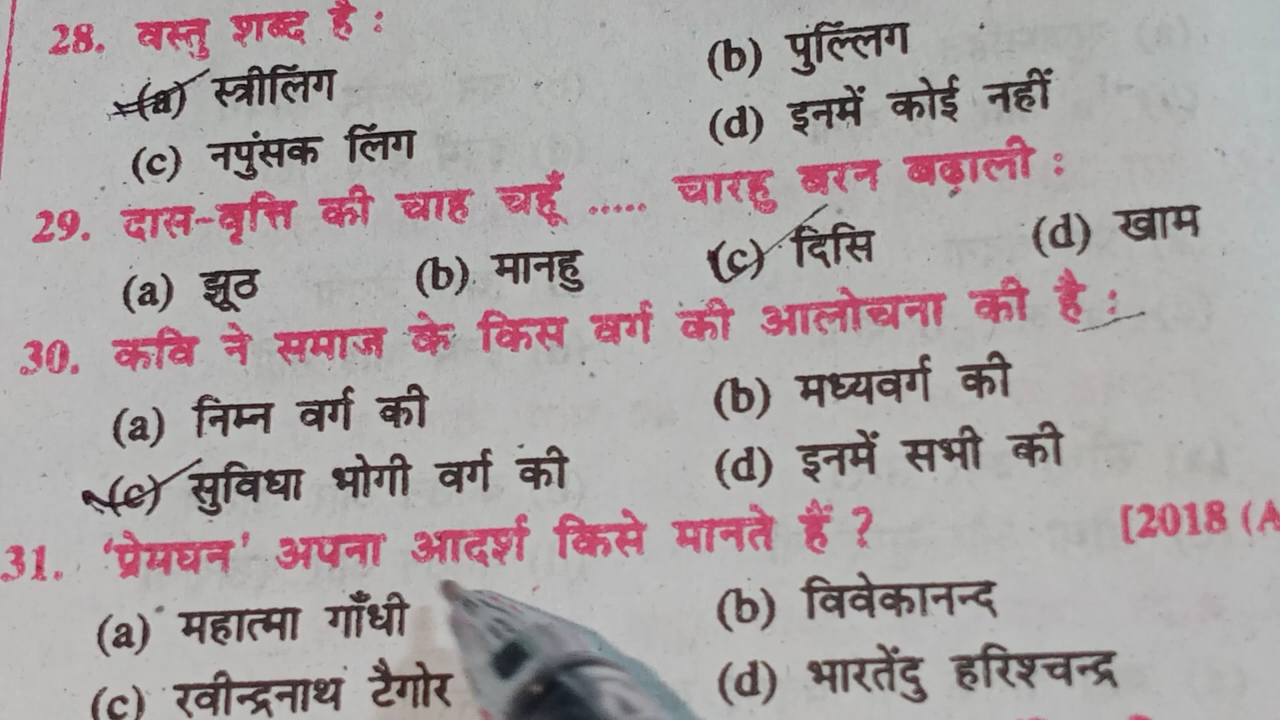 28. वस्तु शब्द है :
(a) स्त्रीलिंग (b) पुंल्लिग
(c) नपुंसक लिंग (d) इनमें कोई नहीं
29. दास-वृत्ति की चाह चहूँ ..... चारहु बरन बढ़ाली :
(a) झूठ (b) मानहु (c) दिसि (d) खाम
30. कवि ने समाज के किस वर्ग की आलोचना की है :
(a) निम्न वर्ग की (b) मध्यवर्ग की
(c) सुविधा भोगी वर्ग की (d) इनमें सभी की
31. 'प्रेमघन' अपना आदर्श किसे मानते हैं ? [2018 (A
(a) महात्मा गाँधी (b) विवेकानन्द
(c) रवीन्द्रनाथ टैगोर (d) भारतेंदु हरिश्चन्द्र